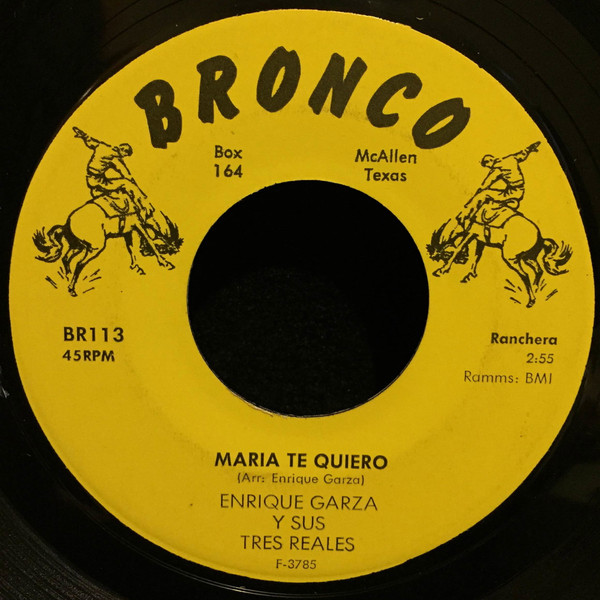 BRONCO
Box
164
McAllen
Texas
BR113
45RPM
Ranchera
2:55
Ramms: BMI
MARIA TE QUIERO
(Arr: Enrique Garza)
ENRIQUE GARZA
Y SUS
TRES REALES
F-3785